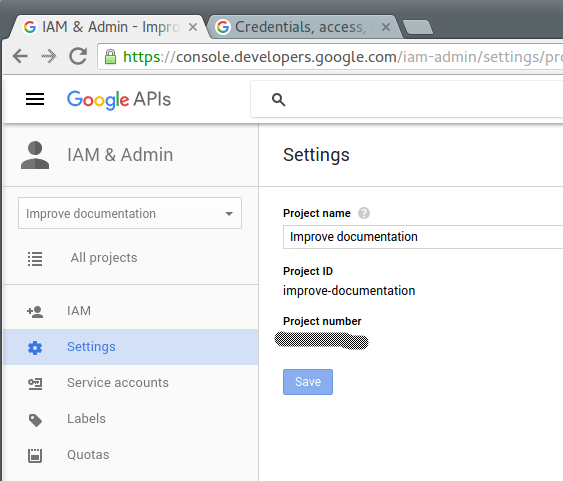 IAM & Admin - Impro
Credentials, access,
https://console.developers.google.com/iam-admin/settings/pro
Google APIs
IAM & Admin
Settings
Improve documentation
All projects
IAM
Settings
Service accounts
Labels
Quotas
Project name
Improve documentation
Project ID
improve-documentation
Project number
Save